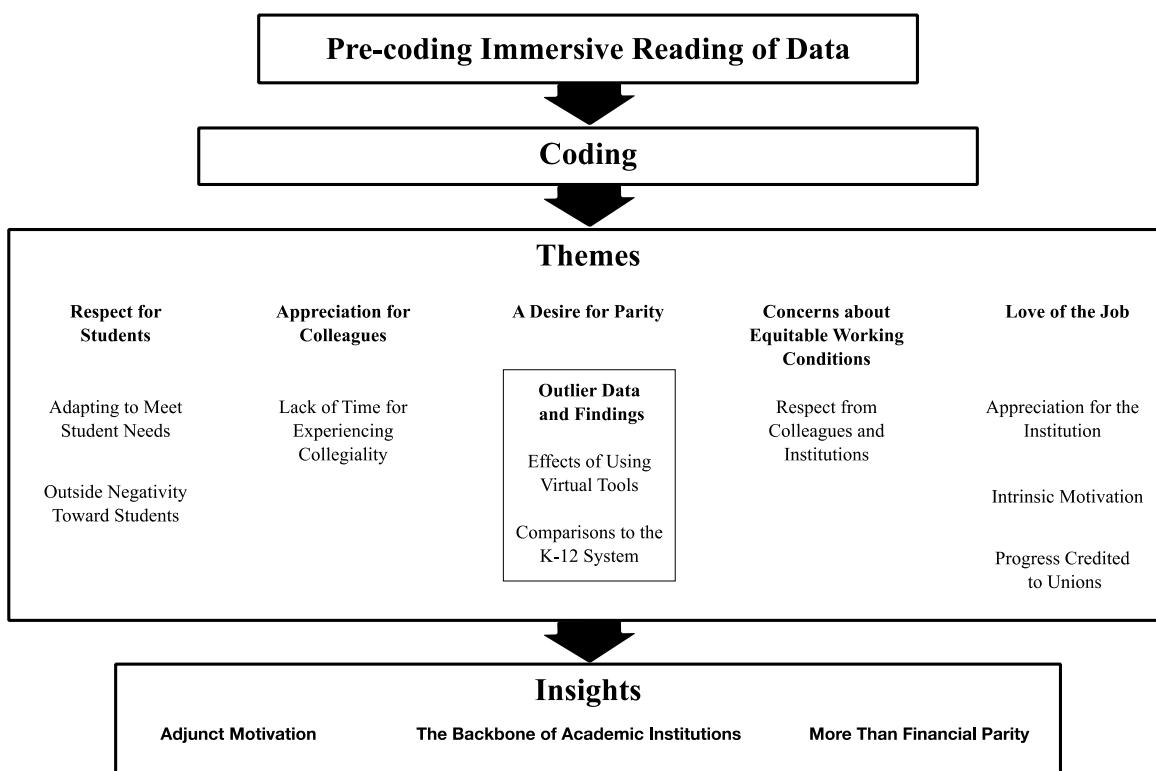 Pre-coding Immersive Reading of Data
Coding
Themes
Respect for
Students
Adapting to Meet
Student Needs
Outside Negativity
Toward Students
Appreciation for
Colleagues
Lack of Time for
Experiencing
Collegiality
A Desire for Parity
Outlier Data
and Findings
Effects of Using
Virtual Tools
Comparisons to the
K-12 System
Concerns about
Equitable Working
Conditions
Respect from
Colleagues and
Institutions
Love of the Job
Appreciation for the
Institution
Intrinsic Motivation
Progress Credited
to Unions
Insights
Adjunct Motivation
The Backbone of Academic Institutions
More Than Financial Parity